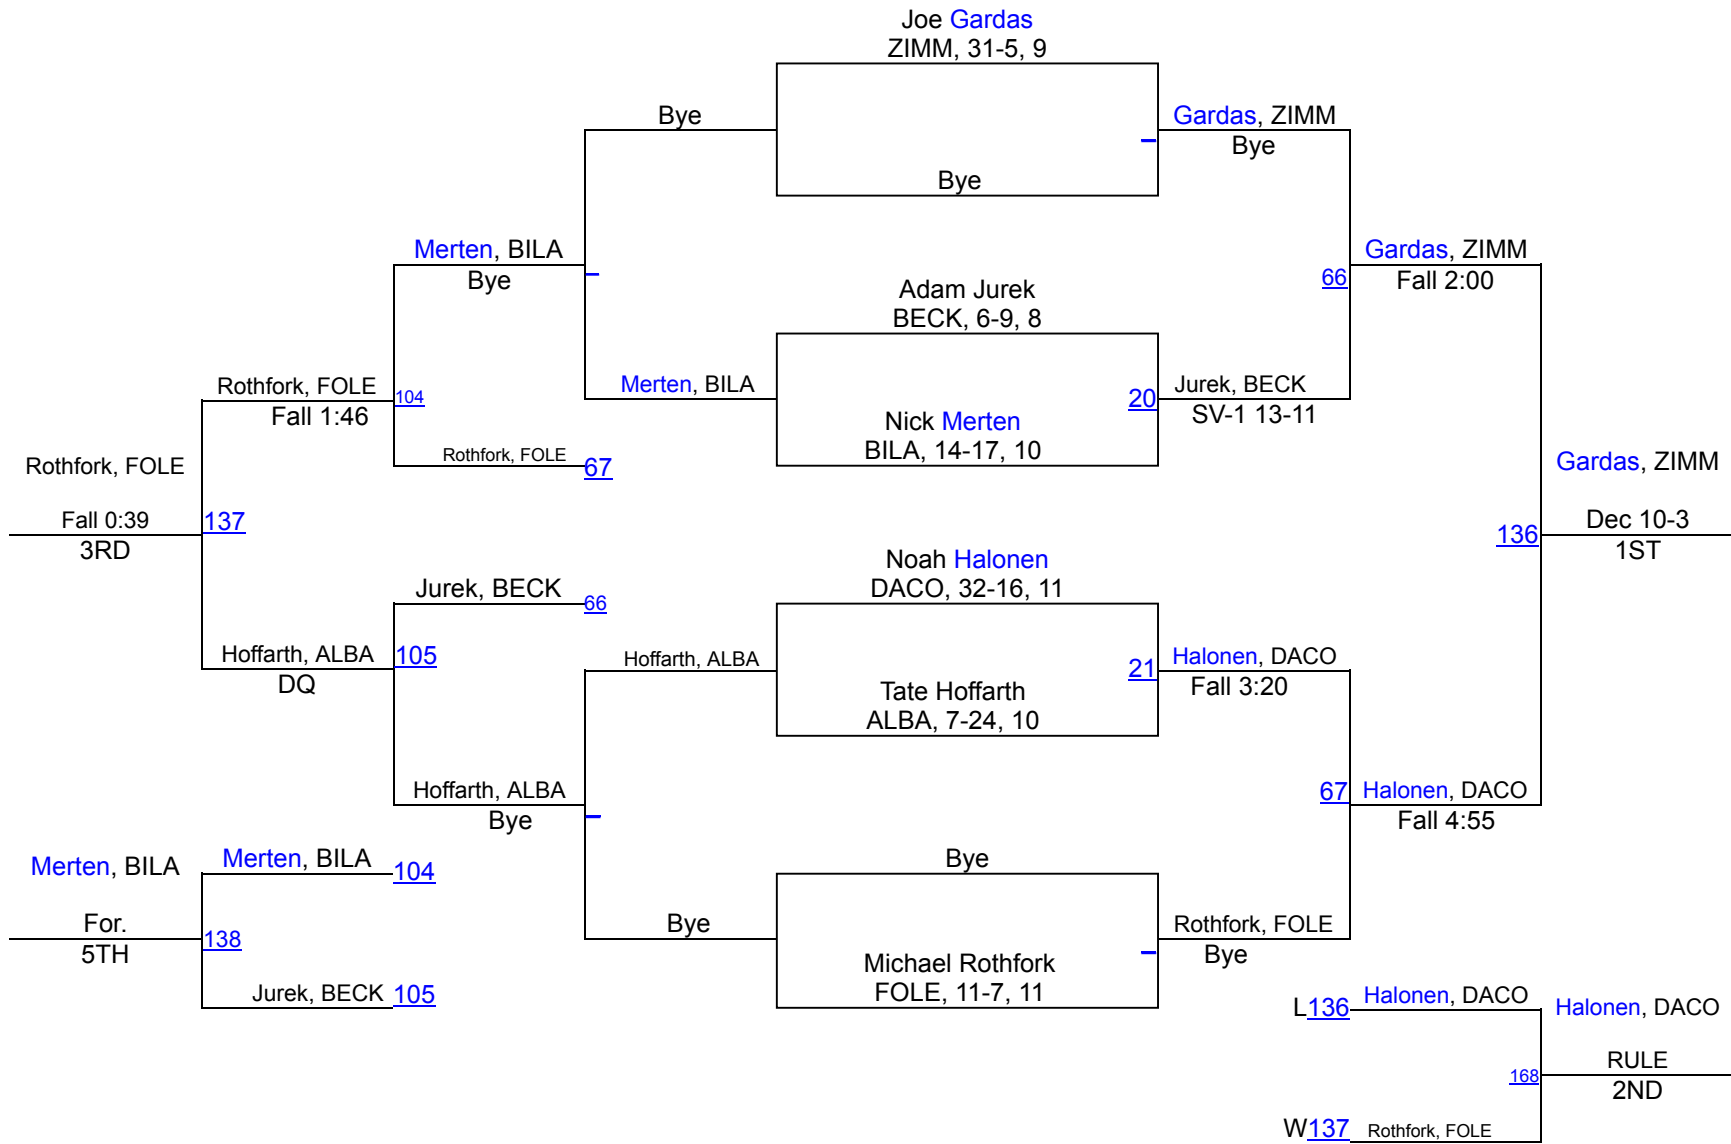 Joe Gardas
ZIMM, 31-5, 9
Bye
Gardas, ZIMM
Bye
Bye
Merten, BILA
Bye
Gardas, ZIMM
66
Fall 2:00
Adam Jurek
BECK, 6-9, 8
Rothfork, FOLE
104
Fall 1:46
Merten, BILA
20
Jurek, BECK
SV-1 13-11
Nick Merten
BILA, 14-17, 10
Rothfork, FOLE
67
Rothfork, FOLE
Gardas, ZIMM
Fall 0:39
137
3RD
136
Dec 10-3
1ST
Noah Halonen
DACO, 32-16, 11
Jurek, BECK
66
Hoffarth, ALBA
105
DQ
Hoffarth, ALBA
21
Halonen, DACO
Fall 3:20
Tate Hoffarth
ALBA, 7-24, 10
Hoffarth, ALBA
Bye
67
Halonen, DACO
Fall 4:55
Merten, BILA
Merten, BILA
104
Bye
For.
138
5TH
Bye
Rothfork, FOLE
Bye
Michael Rothfork
FOLE, 11-7, 11
Jurek, BECK
105
L136
Halonen, DACO
Halonen, DACO
168
RULE
2ND
W137
Rothfork, FOLE